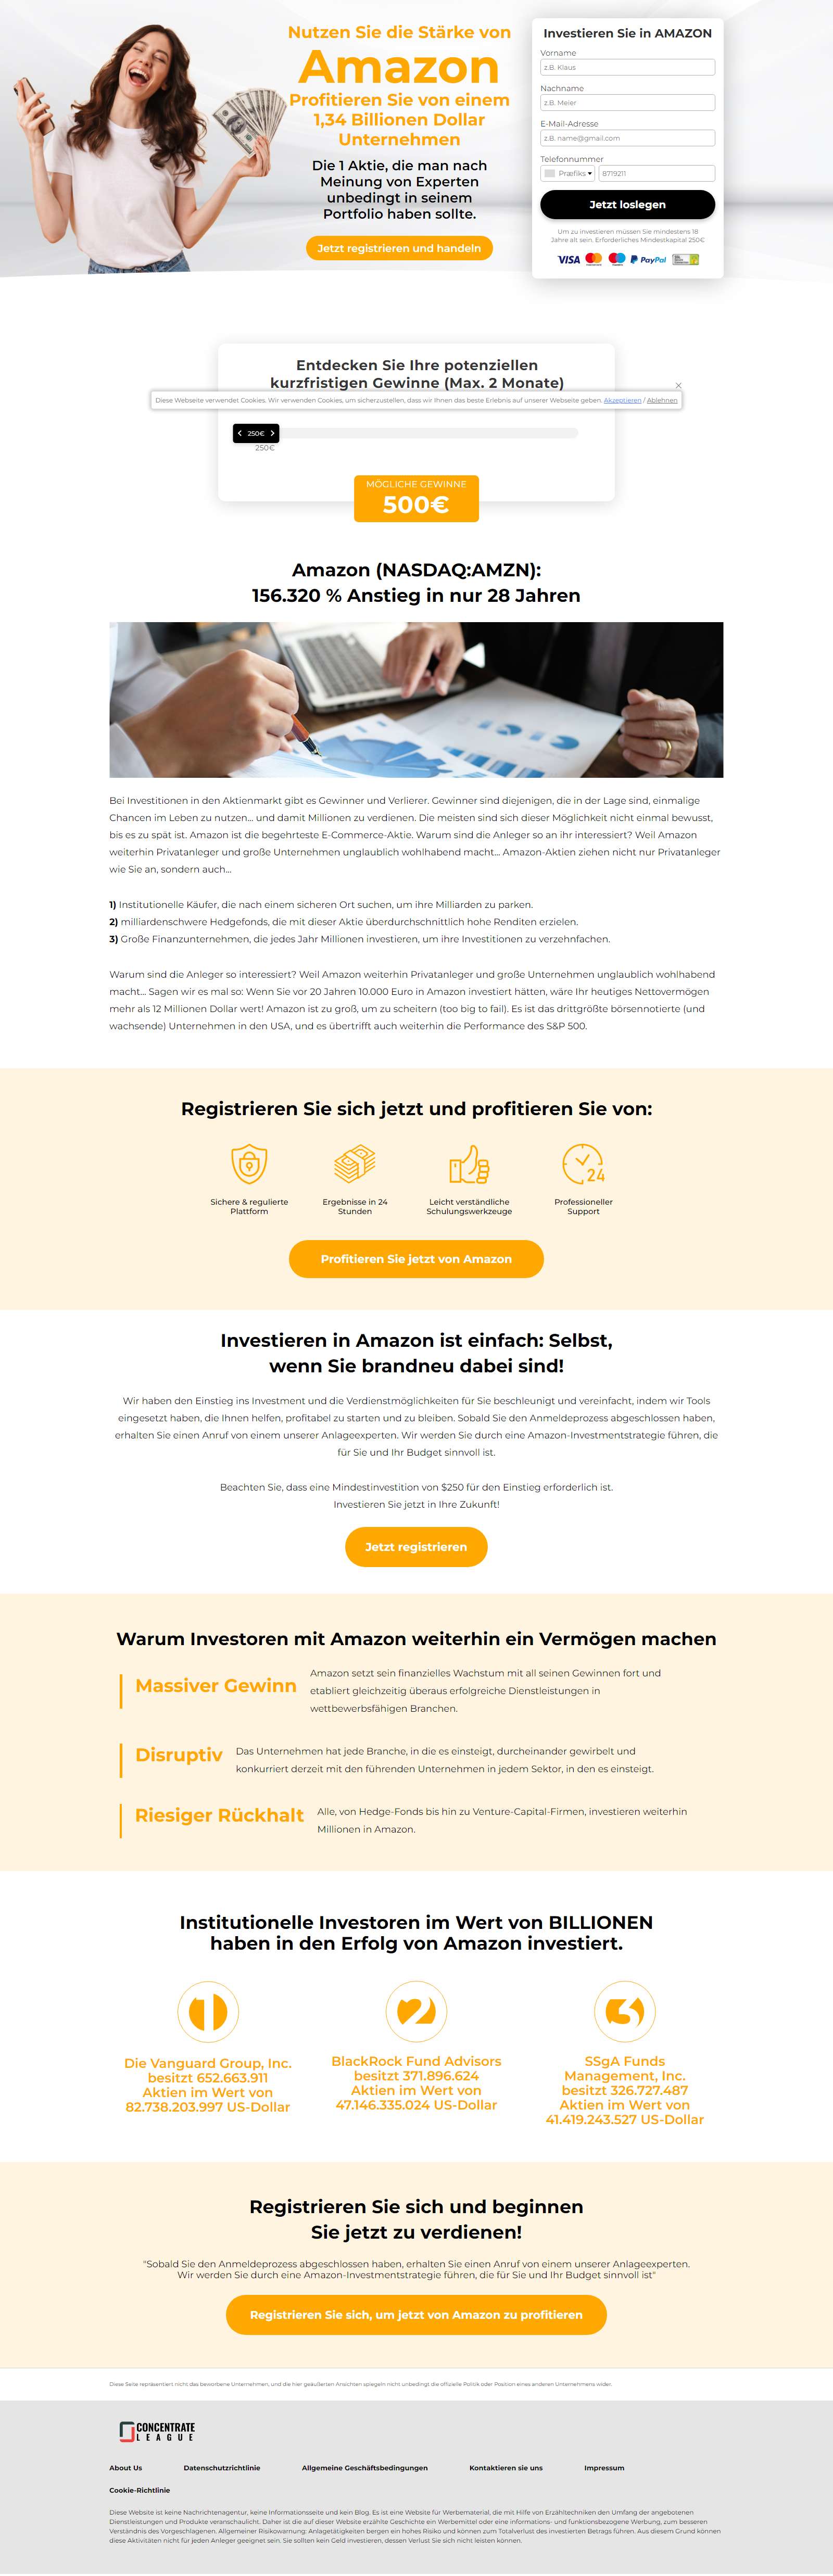 Nutzen Sie die Stärke von
Amazon
Profitieren Sie von einem
1,34 Billionen Dollar
Unternehmen
Die 1 Aktie, die man nach
Meinung von Experten
unbedingt in seinem
Portfolio haben sollte.
Jetzt registrieren und handeln
Investieren Sie in AMAZON
Vorname
z.B. Klaus
Nachname
z.B. Meier
E-Mail-Adresse
z.B. name@gmail.com
Telefonnummer
Præfiks 8719211
Jetzt loslegen
Um zu investieren müssen Sie mindestens 18
Jahre alt sein. Erforderliches Mindestkapital 250€
VISA PayPal
Entdecken Sie Ihre potenziellen
kurzfristigen Gewinne (Max. 2 Monate)
Diese Webseite verwendet Cookies. Wir verwenden Cookies, um sicherzustellen, dass wir Ihnen das beste Erlebnis auf unserer Webseite geben. Akzeptieren / Ablehnen
250€
250€
MÖGLICHE GEWINNE
500€
Amazon (NASDAQ:AMZN):
156.320 % Anstieg in nur 28 Jahren
Bei Investitionen in den Aktienmarkt gibt es Gewinner und Verlierer. Gewinner sind diejenigen, die in der Lage sind, einmalige
Chancen im Leben zu nutzen... und damit Millionen zu verdienen. Die meisten sind sich dieser Möglichkeit nicht einmal bewusst,
bis es zu spät ist. Amazon ist die begehrteste E-Commerce-Aktie. Warum sind die Anleger so an ihr interessiert? Weil Amazon
weiterhin Privatanleger und große Unternehmen unglaublich wohlhabend macht... Amazon-Aktien ziehen nicht nur Privatanleger
wie Sie an, sondern auch...
1) Institutionelle Käufer, die nach einem sicheren Ort suchen, um ihre Milliarden zu parken.
2) milliardenschwere Hedgefonds, die mit dieser Aktie überdurchschnittlich hohe Renditen erzielen.
3) Große Finanzunternehmen, die jedes Jahr Millionen investieren, um ihre Investitionen zu verzehnfachen.
Warum sind die Anleger so interessiert? Weil Amazon weiterhin Privatanleger und große Unternehmen unglaublich wohlhabend
macht... Sagen wir es mal so: Wenn Sie vor 20 Jahren 10.000 Euro in Amazon investiert hätten, wäre Ihr heutiges Nettovermögen
mehr als 12 Millionen Dollar wert! Amazon ist zu groß, um zu scheitern (too big to fail). Es ist das drittgrößte börsennotierte (und
wachsende) Unternehmen in den USA, und es übertrifft auch weiterhin die Performance des S&P 500.
Registrieren Sie sich jetzt und profitieren Sie von:
24
Sichere & regulierte
Plattform
Ergebnisse in 24
Stunden
Leicht verständliche
Schulungswerkzeuge
Professioneller
Support
Profitieren Sie jetzt von Amazon
Investieren in Amazon ist einfach: Selbst,
wenn Sie brandneu dabei sind!
Wir haben den Einstieg ins Investment und die Verdienstmöglichkeiten für Sie beschleunigt und vereinfacht, indem wir Tools
eingesetzt haben, die Ihnen helfen, profitabel zu starten und zu bleiben. Sobald Sie den Anmeldeprozess abgeschlossen haben,
erhalten Sie einen Anruf von einem unserer Anlageexperten. Wir werden Sie durch eine Amazon-Investmentstrategie führen, die
für Sie und Ihr Budget sinnvoll ist.
Beachten Sie, dass eine Mindestinvestition von $250 für den Einstieg erforderlich ist.
Investieren Sie jetzt in Ihre Zukunft!
Jetzt registrieren
Warum Investoren mit Amazon weiterhin ein Vermögen machen
Massiver Gewinn
Amazon setzt sein finanzielles Wachstum mit all seinen Gewinnen fort und
etabliert gleichzeitig überaus erfolgreiche Dienstleistungen in
wettbewerbsfähigen Branchen.
Disruptiv
Das Unternehmen hat jede Branche, in die es einsteigt, durcheinander gewirbelt und
konkurriert derzeit mit den führenden Unternehmen in jedem Sektor, in den es einsteigt.
Riesiger Rückhalt
Alle, von Hedge-Fonds bis hin zu Venture-Capital-Firmen, investieren weiterhin
Millionen in Amazon.
Institutionelle Investoren im Wert von BILLIONEN
haben in den Erfolg von Amazon investiert.
1
Die Vanguard Group, Inc.
besitzt 652.663.911
Aktien im Wert von
82.738.203.997 US-Dollar
2
BlackRock Fund Advisors
besitzt 371.896.624
Aktien im Wert von
47.146.335.024 US-Dollar
3
SSgA Funds
Management, Inc.
besitzt 326.727.487
Aktien im Wert von
41.419.243.527 US-Dollar
Registrieren Sie sich und beginnen
Sie jetzt zu verdienen!
"Sobald Sie den Anmeldeprozess abgeschlossen haben, erhalten Sie einen Anruf von einem unserer Anlageexperten.
Wir werden Sie durch eine Amazon-Investmentstrategie führen, die für Sie und Ihr Budget sinnvoll ist"
Registrieren Sie sich, um jetzt von Amazon zu profitieren
Diese Seite repräsentiert nicht das beworbene Unternehmen, und die hier geäußerten Ansichten spiegeln nicht unbedingt die offizielle Politik oder Position eines anderen Unternehmens wider.
CONCENTRATE
LEAGUE
About Us
Datenschutzrichtlinie
Allgemeine Geschäftsbedingungen
Kontaktieren sie uns
Impressum
Cookie-Richtlinie
Diese Website ist keine Nachrichtenagentur, keine Informationsseite und kein Blog. Es ist eine Website für Werbematerial, die mit Hilfe von Erzähltechniken den Umfang der angebotenen
Dienstleistungen und Produkte veranschaulicht. Daher ist die auf dieser Website erzählte Geschichte ein Werbemittel oder eine informations- und funktionsbezogene Werbung, zum besseren
Verständnis des Vorgeschlagenen. Allgemeiner Risikowarnung: Anlagetätigkeiten bergen ein hohes Risiko und können zum Totalverlust des investierten Betrags führen. Aus diesem Grund können
diese Aktivitäten nicht für jeden Anleger geeignet sein. Sie sollten kein Geld investieren, dessen Verlust Sie sich nicht leisten können.